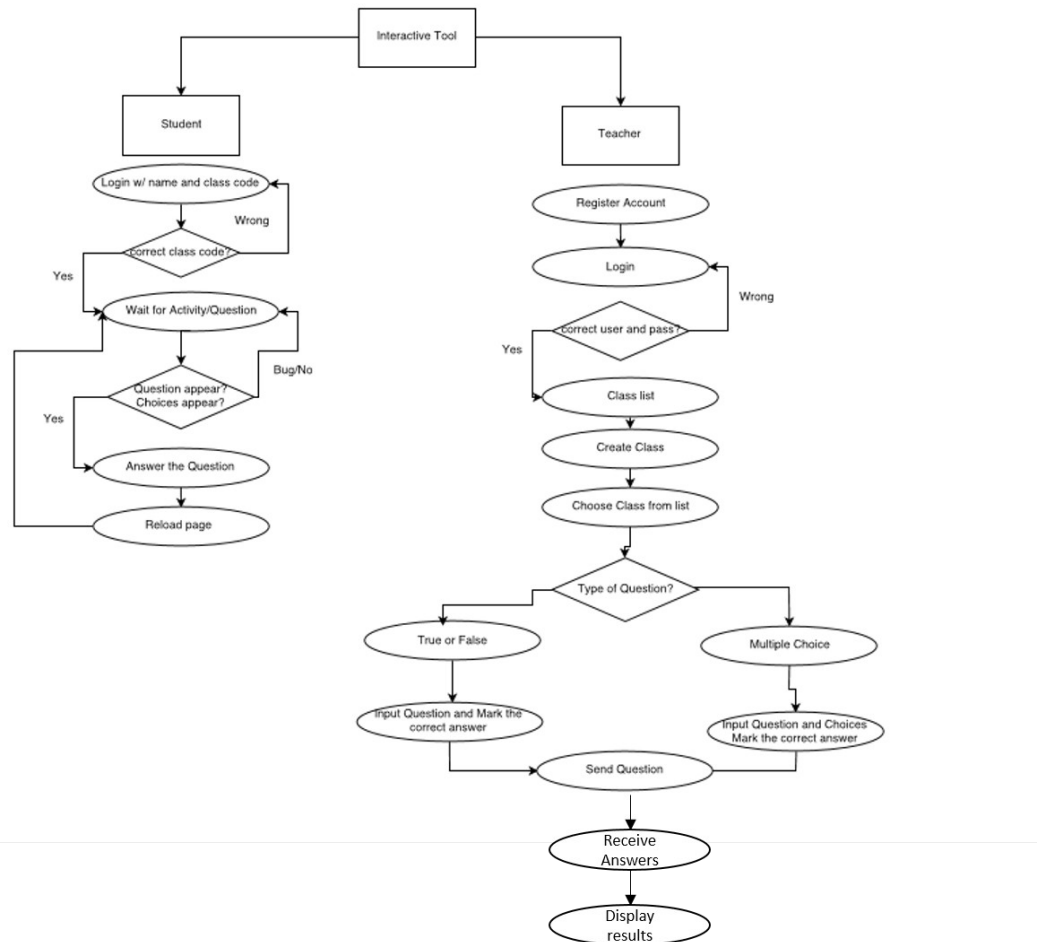 Interactive Tool
Student
Teacher
Login w/ name and class code
Wrong
correct class code?
Yes
Wait for Activity/Question
Bug/No
Question appear?
Choices appear?
Yes
Answer the Question
Reload page
Register Account
Login
Wrong
correct user and pass?
Yes
Class list
Create Class
Choose Class from list
Type of Question?
True or False
Multiple Choice
Input Question and Mark the
correct answer
Input Question and Choices
Mark the correct answer
Send Question
Receive
Answers
Display
results